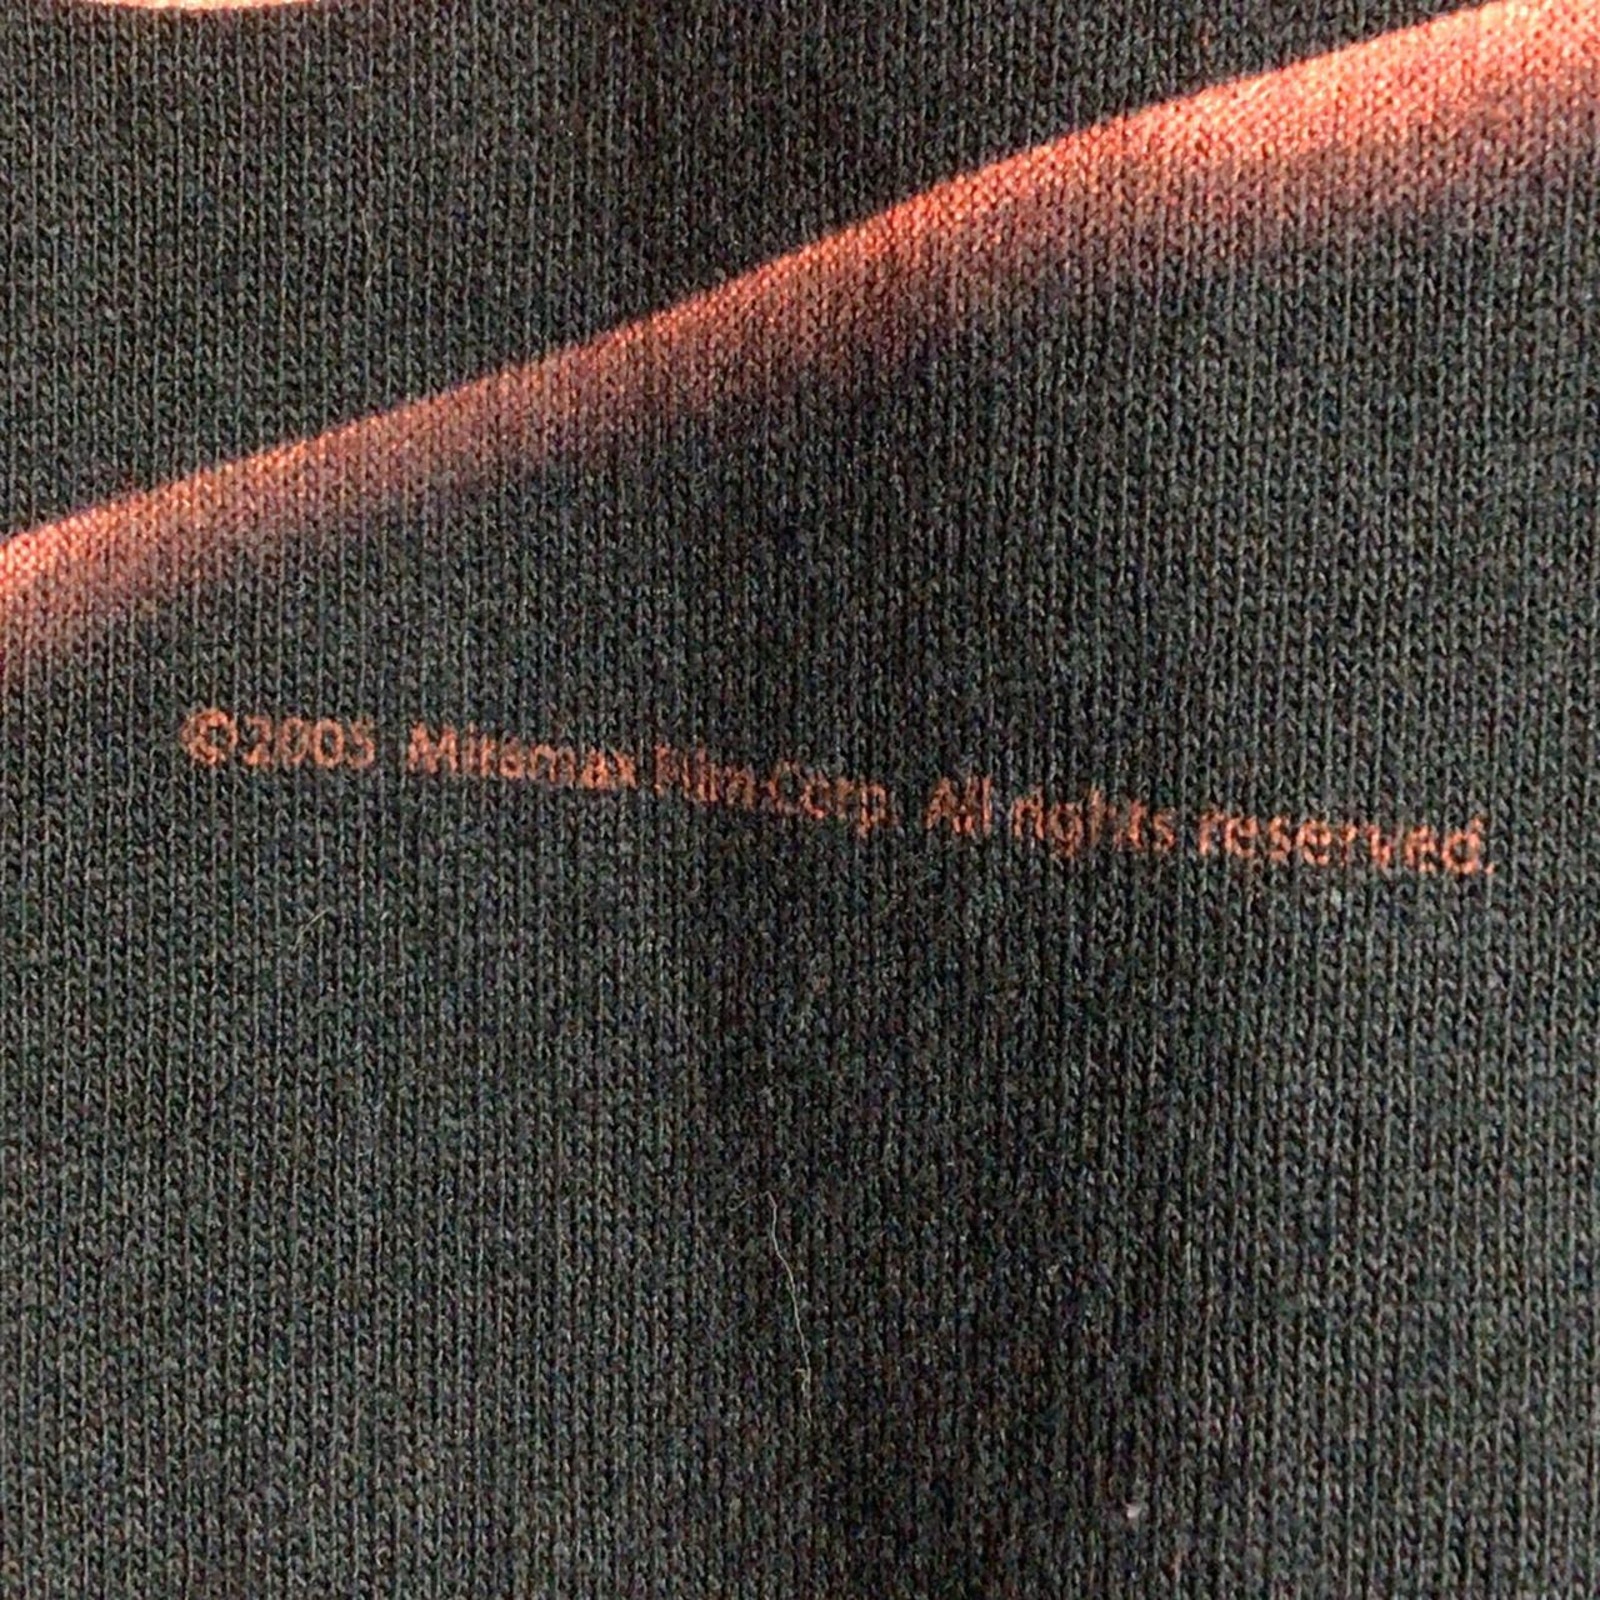 ©2005 Miramax Film Corp. All rights reserved.